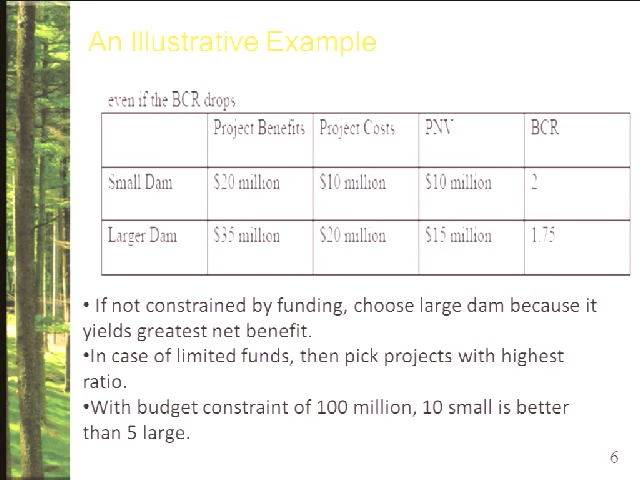 An Illustrative Example
even if the BCR drops
Project Benefits Project Costs PNV BCR
Small Dam $20 million $10 million $10 million 2
Larger Dam $35 million $20 million $15 million 1.75
• If not constrained by funding, choose large dam because it
yields greatest net benefit.
•In case of limited funds, then pick projects with highest
ratio.
•With budget constraint of 100 million, 10 small is better
than 5 large.
6